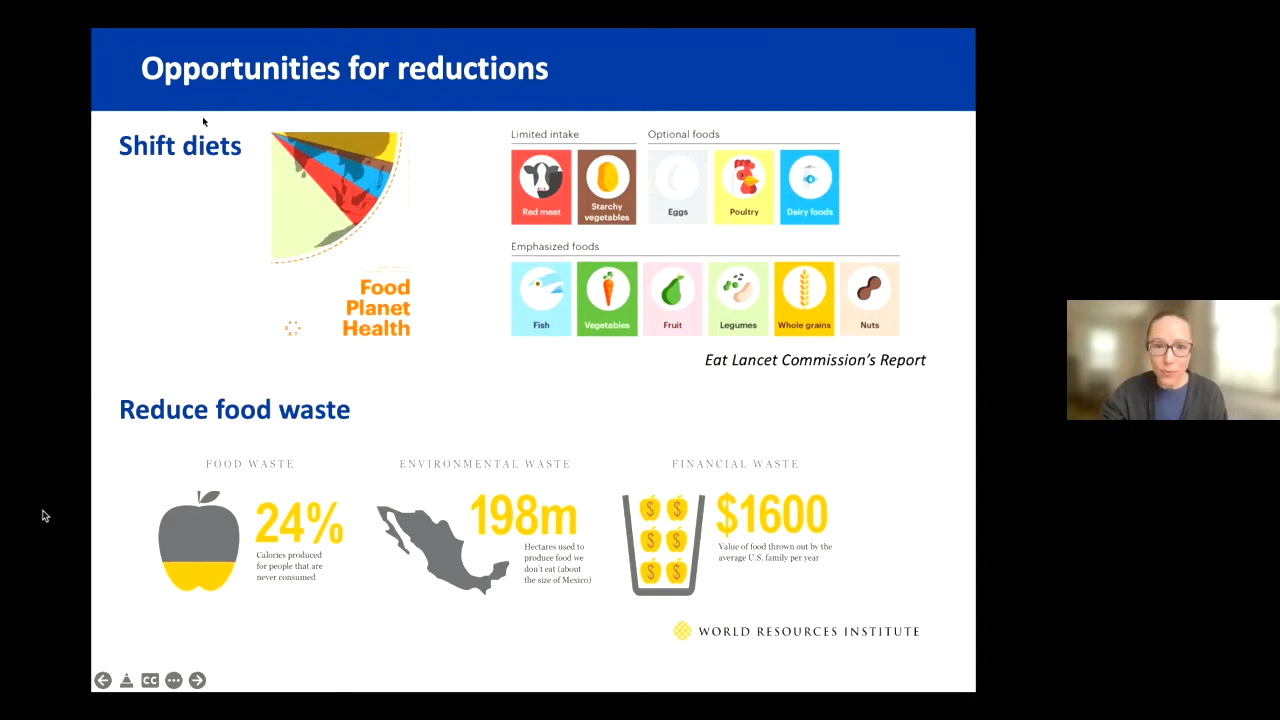 Opportunities for reductions
Shift diets
Food
Planet
Health
Limited intake
Optional foods
Red meat
Starchy
vegetables
Eggs
Poultry
Dairy foods
Emphasized foods
Fish
Vegetables
Fruit
Legumes
Whole grains
Nuts
Eat Lancet Commission's Report
Reduce food waste
FOOD WASTE
24%
Calories produced
for people that are
never consumed
ENVIRONMENTAL WASTE
198m
Hectares used to
produce food we
don't eat (about
the size of Mexico)
FINANCIAL WASTE
$ $
$ $
$ $
$1600
Value of food thrown out by the
average U.S. family per year
WORLD RESOURCES INSTITUTE
CC